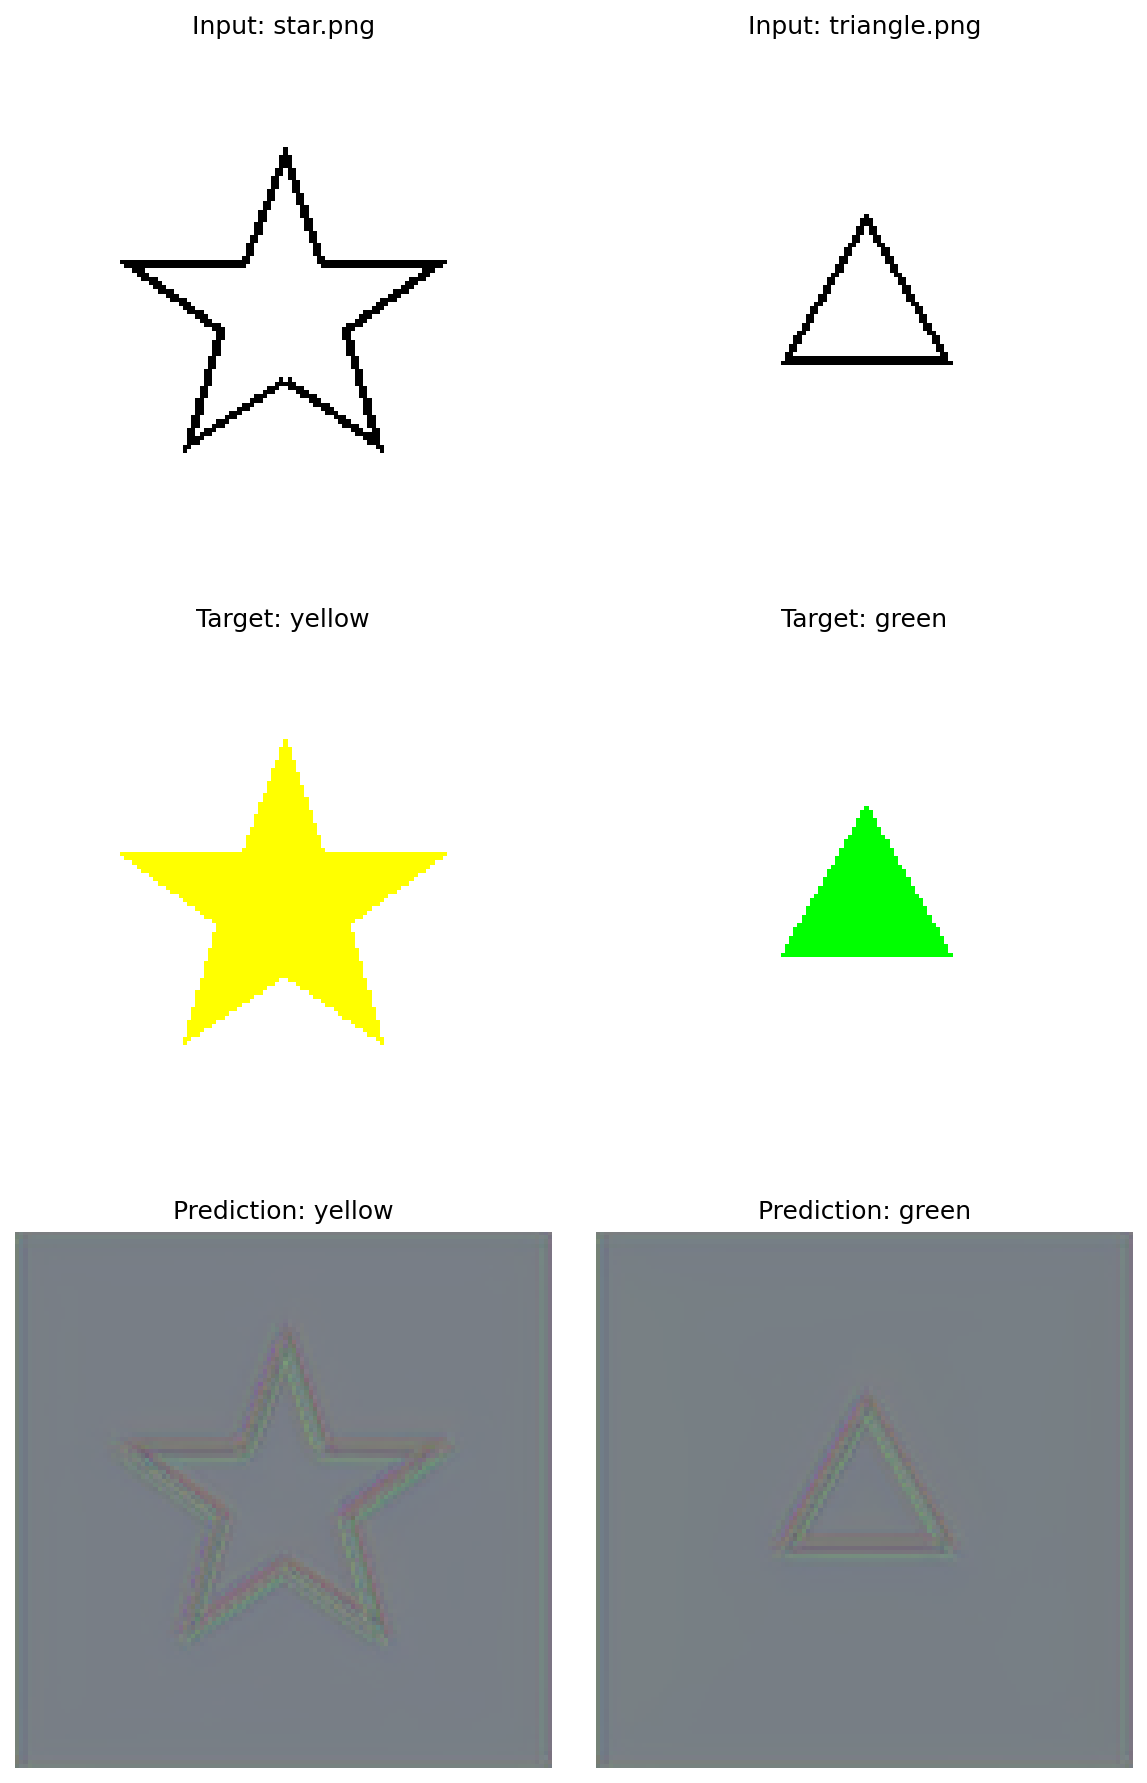 Input: star.png
Input: triangle.png
Target: yellow
Target: green
Prediction: yellow
Prediction: green